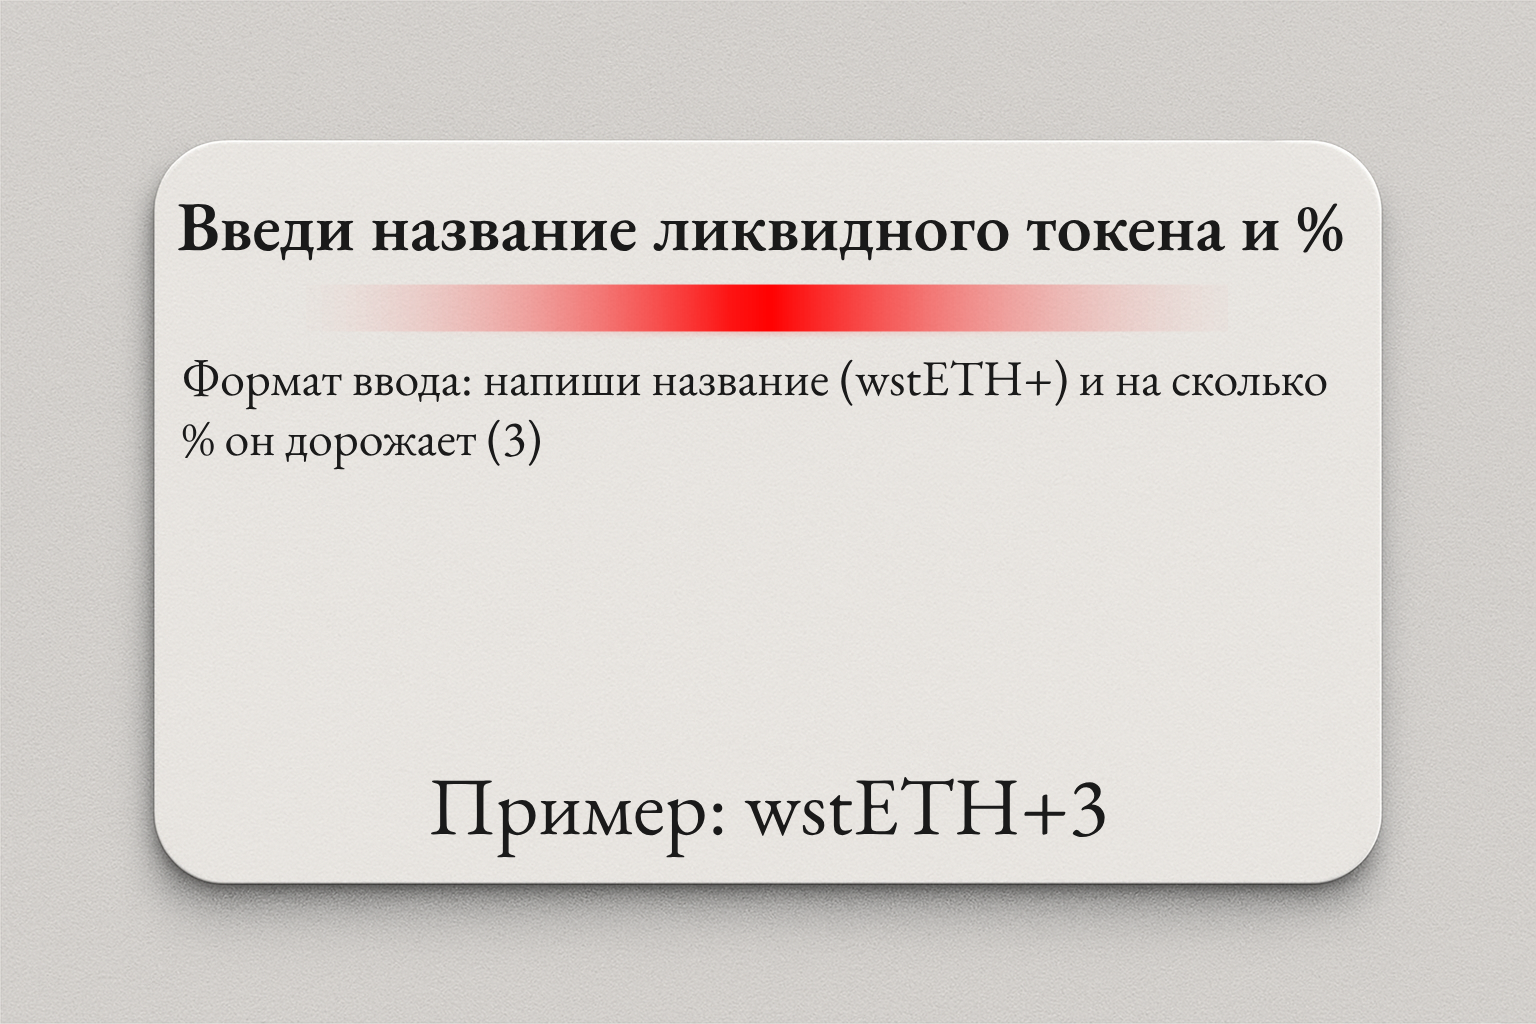 Введи название ликвидного токена и %
Формат ввода: напиши название (wstETH+) и на сколько
% он дорожает (3)
Пример: wstETH+3